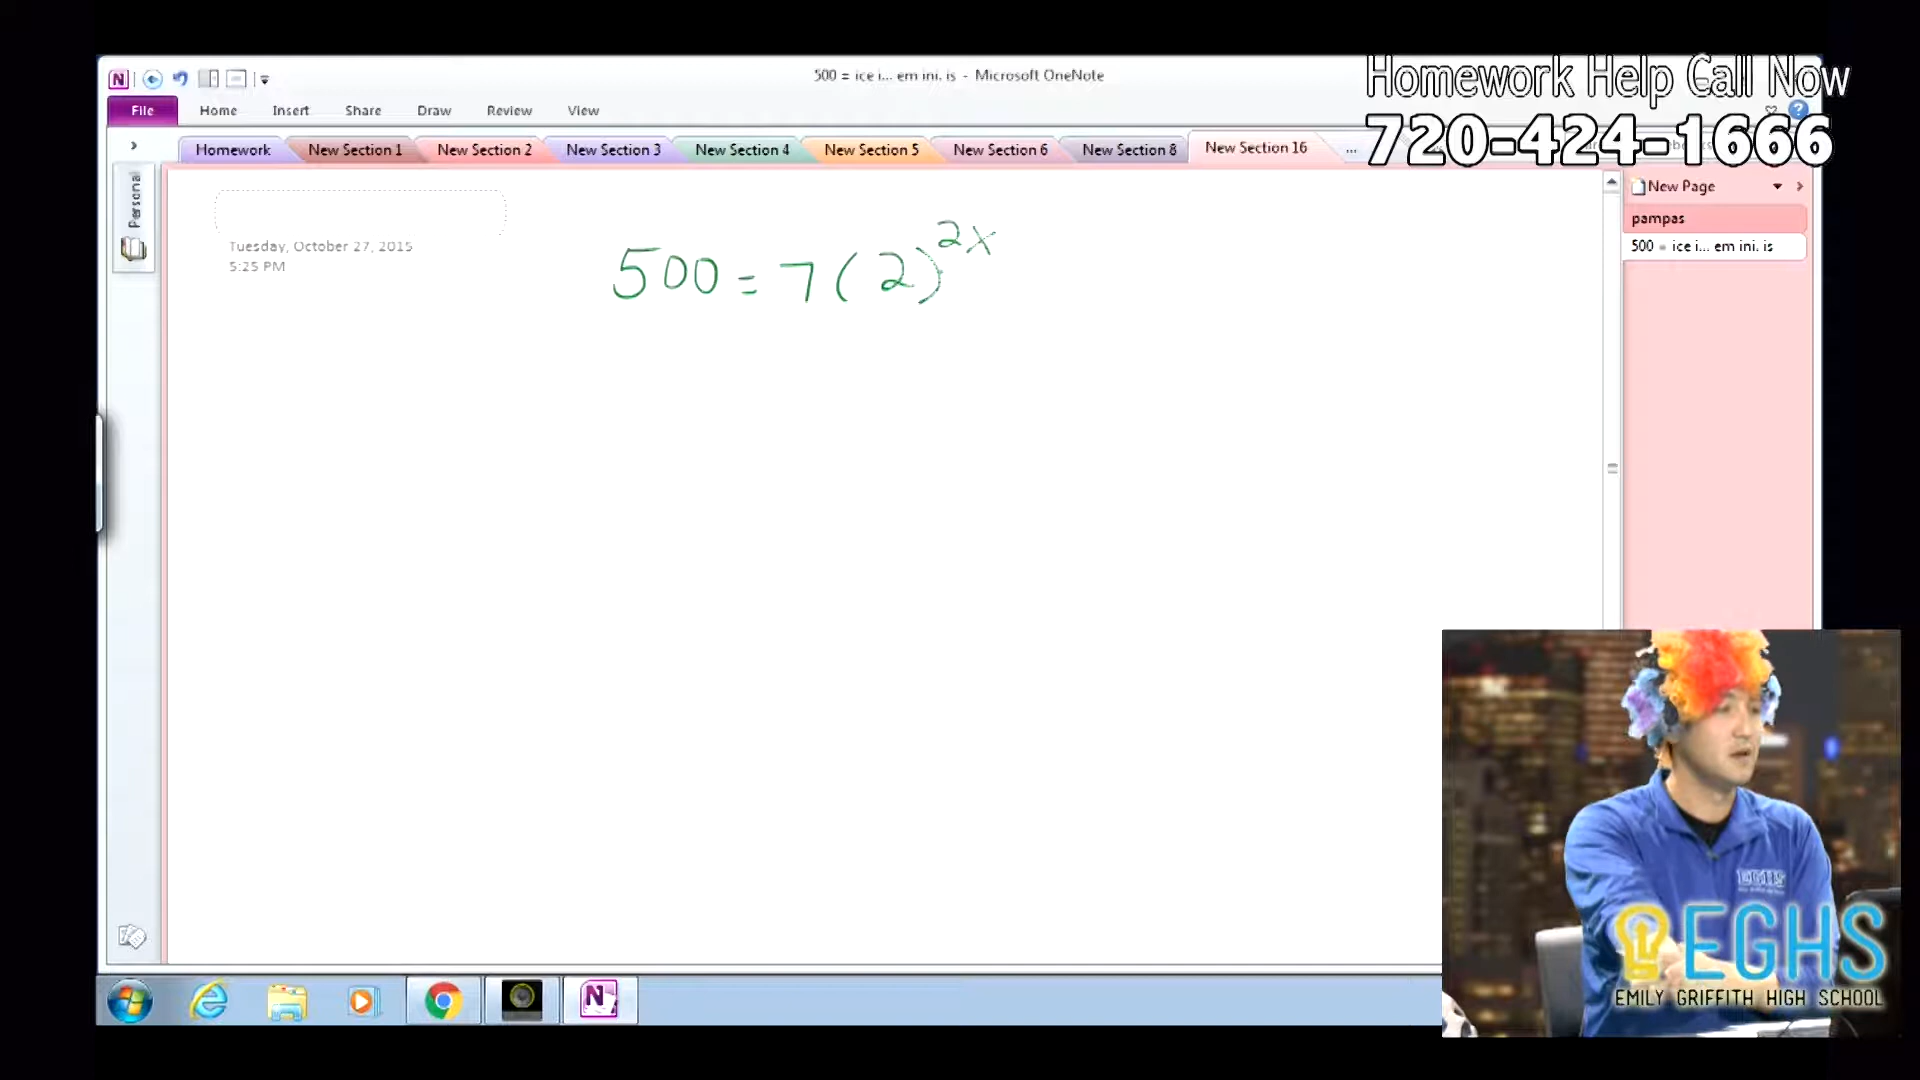 500 = ice i... em ini. is - Microsoft OneNote
Homework Help Call Now
720-424-1666
File Home Insert Share Draw Review View
Homework New Section 1 New Section 2 New Section 3 New Section 4 New Section 5 New Section 6 New Section 8 New Section 16 ...
Personal
New Page
pampas
500 = ice i... em ini. is
Tuesday, October 27, 2015
5:25 PM
500 = 7(2)^2x
EGHS
EGHS
EMILY GRIFFITH HIGH SCHOOL